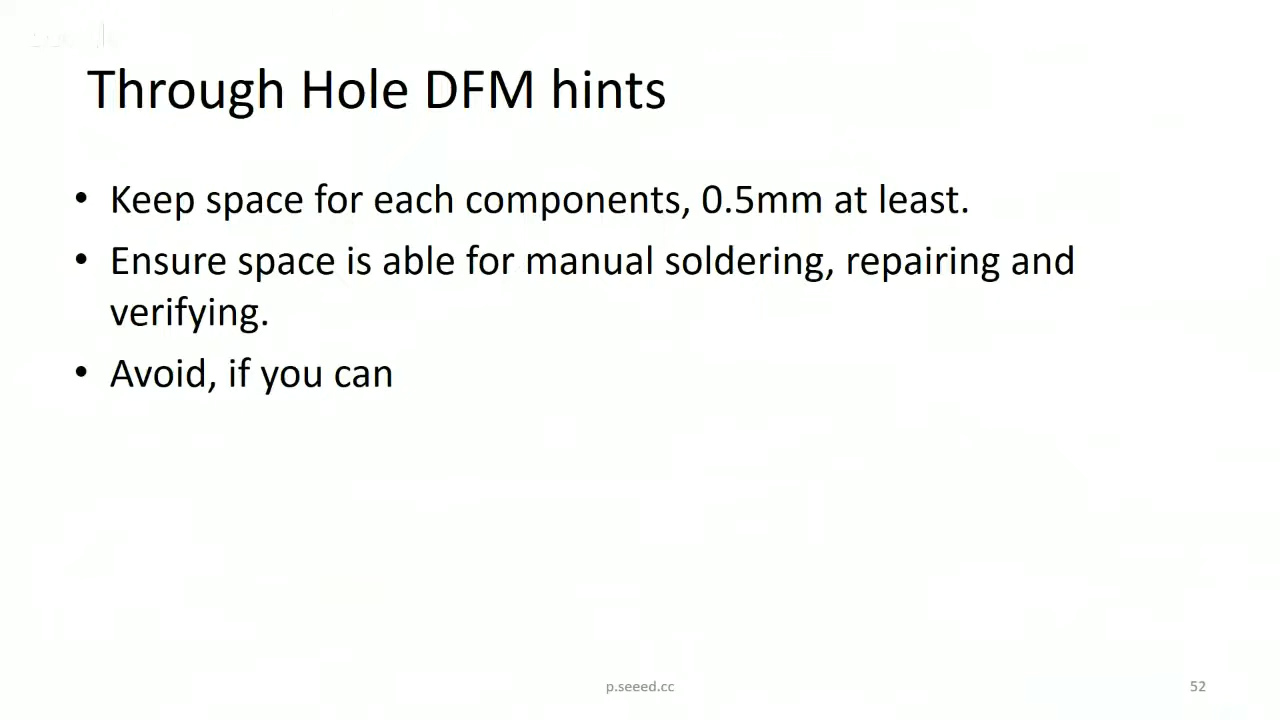 Through Hole DFM hints
• Keep space for each components, 0.5mm at least.
• Ensure space is able for manual soldering, repairing and
verifying.
• Avoid, if you can
p.seeed.cc
52